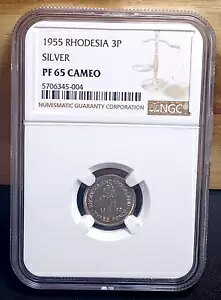 1955 RHODESIA 3P
SILVER
PF 65 CAMEO
NUMISMATIC GUARANTY CORPORATION
NGC
5706345-004